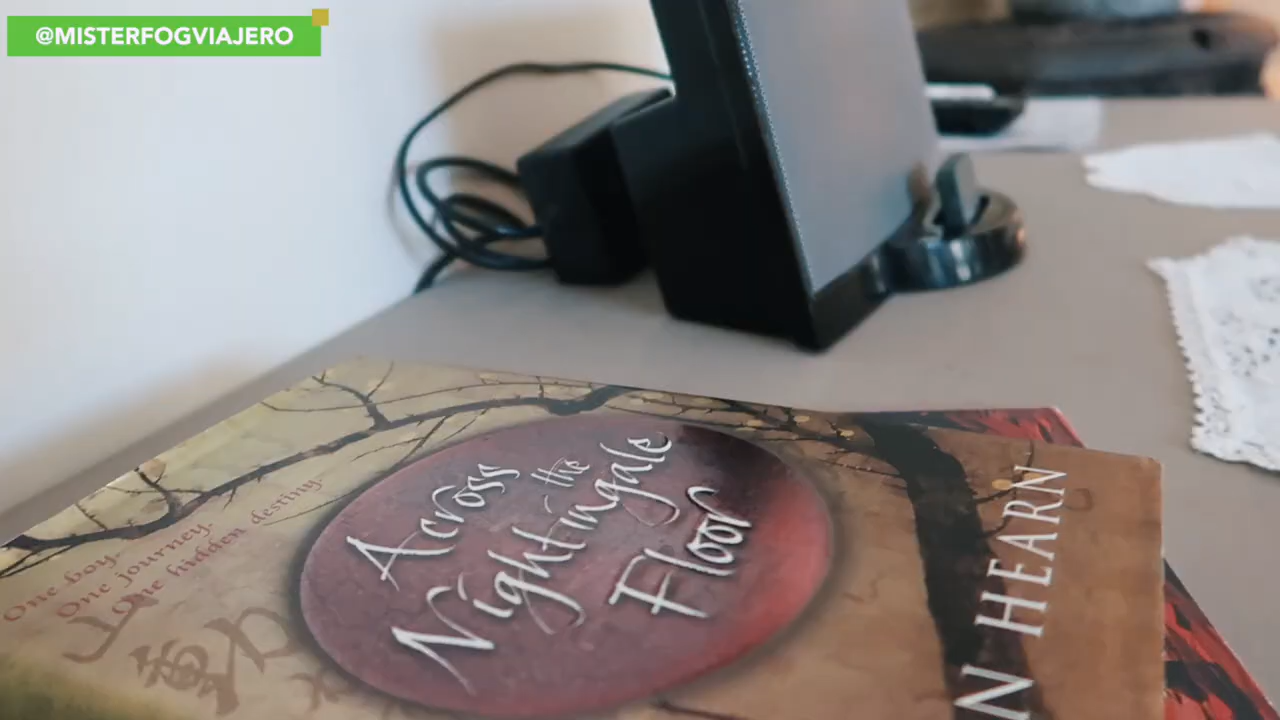 @MISTERFOGVIAJERO
Across
the
Nightingale
Floor
One boy.
One journey.
One hidden destiny.
N HEARN